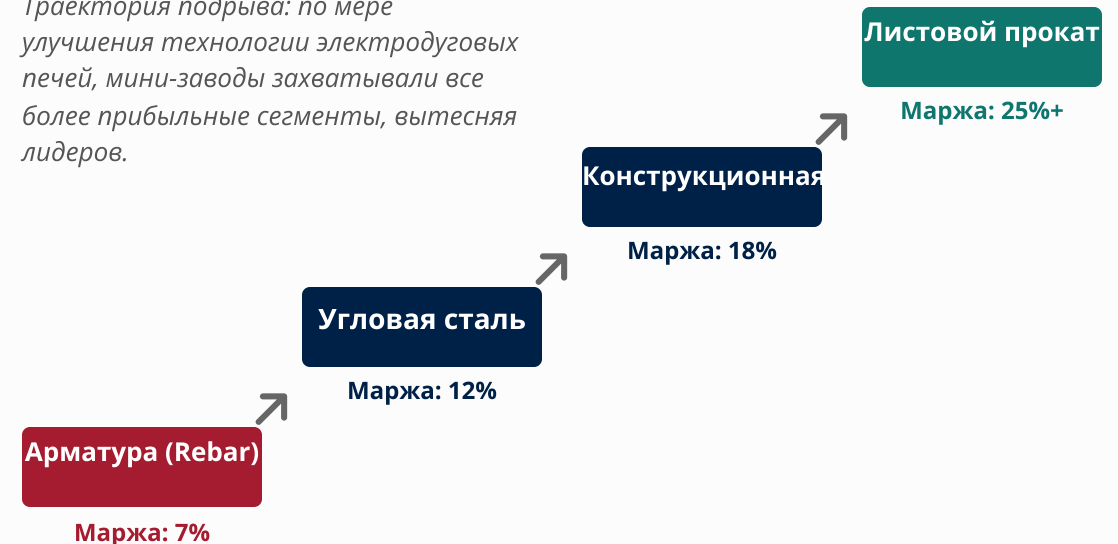 Траектория подрыва: по мере
улучшения технологии электродуговых
печей, мини-заводы захватывали все
более прибыльные сегменты, вытесняя
лидеров.
Листовой прокат
Маржа: 25%+
Конструкционная
Маржа: 18%
Угловая сталь
Маржа: 12%
Арматура (Rebar)
Маржа: 7%